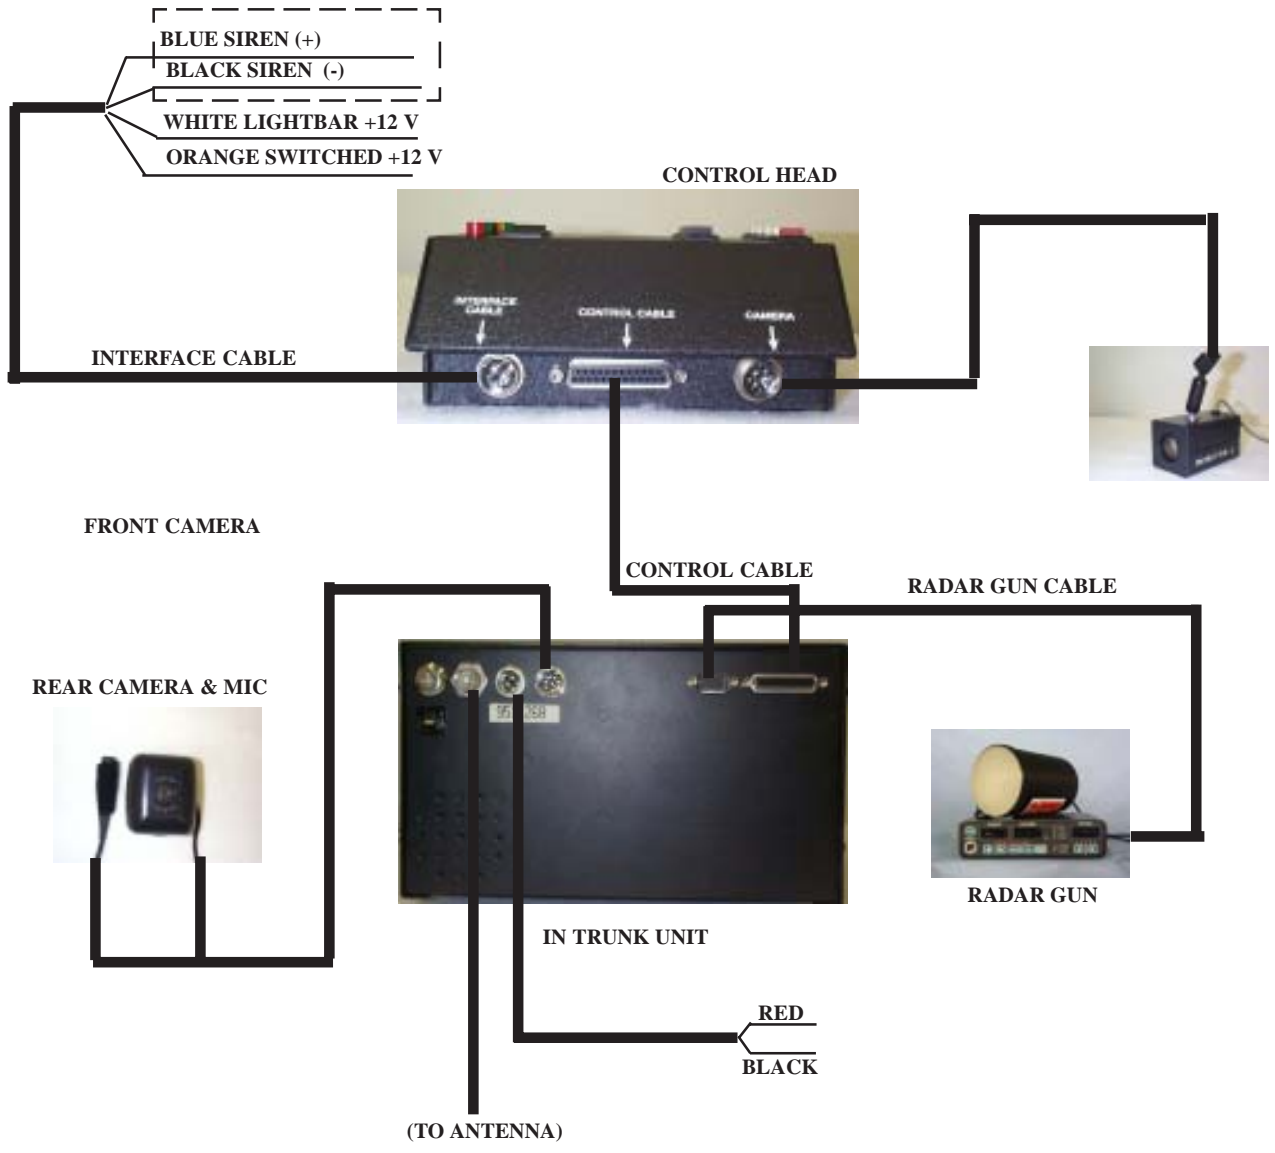 BLUE SIREN (+)
BLACK SIREN (-)
WHITE LIGHTBAR +12 V
ORANGE SWITCHED +12 V
CONTROL HEAD
INTERFACE CABLE
CONTROL CABLE
CAMERA
INTERFACE CABLE
FRONT CAMERA
CONTROL CABLE
RADAR GUN CABLE
REAR CAMERA & MIC
RADAR GUN
IN TRUNK UNIT
RED
BLACK
(TO ANTENNA)